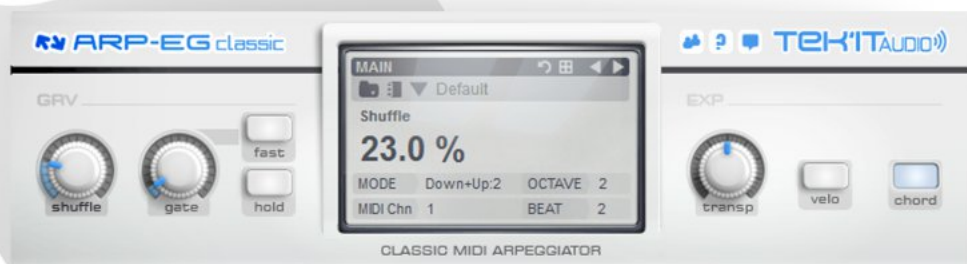 ARP-EG classic
TEK'IT AUDIO
MAIN
Default
GRV
EXP
Shuffle
23.0 %
fast
MODE Down+Up:2 OCTAVE 2
MIDI Chn 1 BEAT 2
shuffle gate hold
transp velo chord
CLASSIC MIDI ARPEGGIATOR